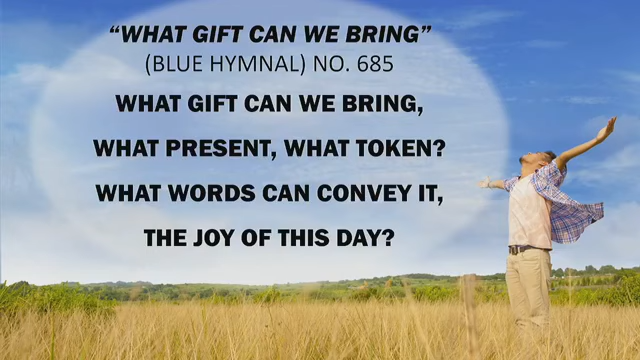 “WHAT GIFT CAN WE BRING”
(BLUE HYMNAL) NO. 685
WHAT GIFT CAN WE BRING,
WHAT PRESENT, WHAT TOKEN?
WHAT WORDS CAN CONVEY IT,
THE JOY OF THIS DAY?